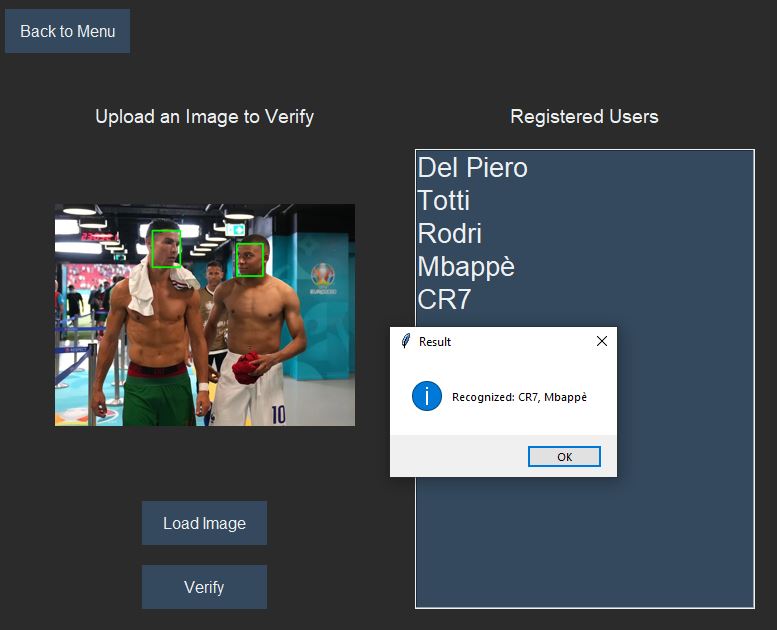 Back to Menu
Upload an Image to Verify
Registered Users
Del Piero
Totti
Rodri
Mbappè
CR7
10
Result
Recognized: CR7, Mbappè
OK
Load Image
Verify